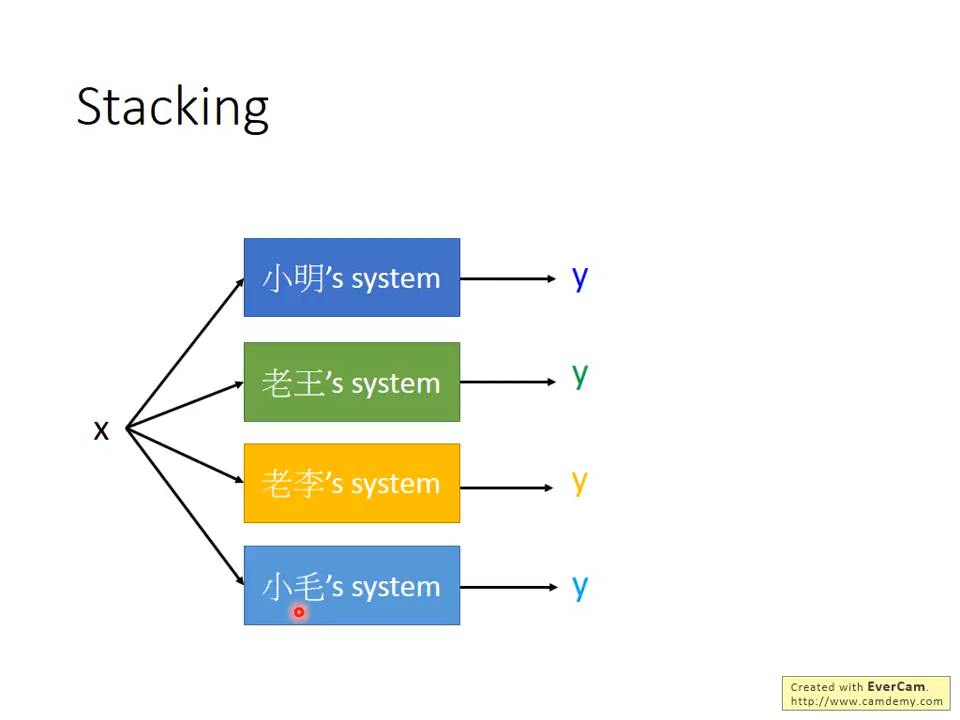 Stacking
小明's system
y
老王's system
y
x
老李's system
y
小毛's system
y
Created with EverCam.
http://www.camdemy.com